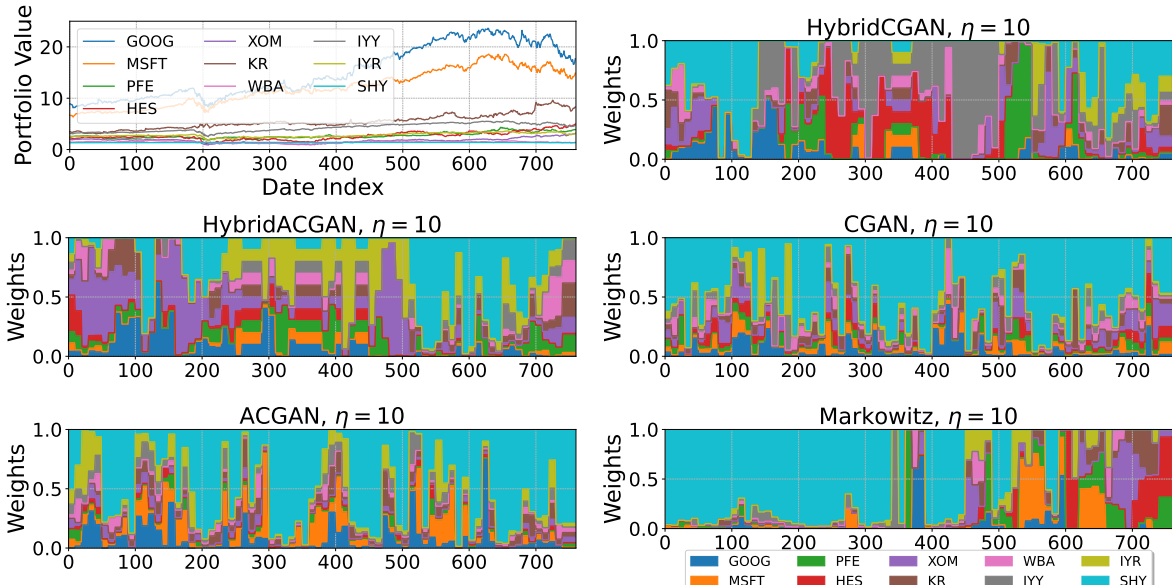 Portfolio Value
20
10
0
GOOG XOM IYY
MSFT KR IYR
PFE WBA SHY
HES
0 100 200 300 400 500 600 700
Date Index
HybridCGAN, η = 10
Weights
1.0
0.5
0.0
0 100 200 300 400 500 600 700
HybridACGAN, η = 10
Weights
1.0
0.5
0.0
0 100 200 300 400 500 600 700
CGAN, η = 10
Weights
1.0
0.5
0.0
0 100 200 300 400 500 600 700
ACGAN, η = 10
Weights
1.0
0.5
0.0
0 100 200 300 400 500 600 700
Markowitz, η = 10
Weights
1.0
0.5
0.0
0 100 200 300 400 500 600 700
GOOG PFE XOM WBA IYR
MSFT HES KR IYY SHY